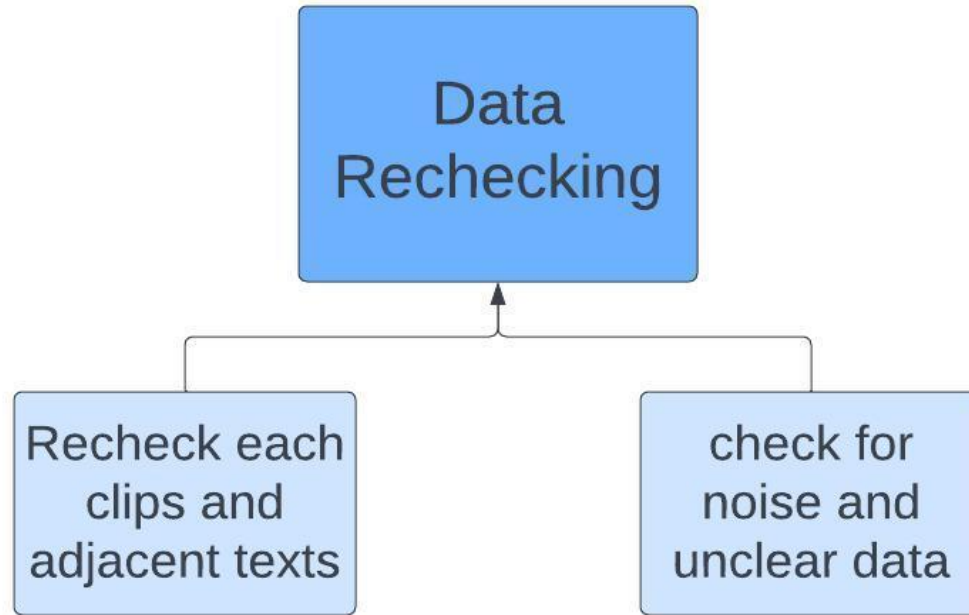 Data
Rechecking
Recheck each
clips and
adjacent texts
check for
noise and
unclear data